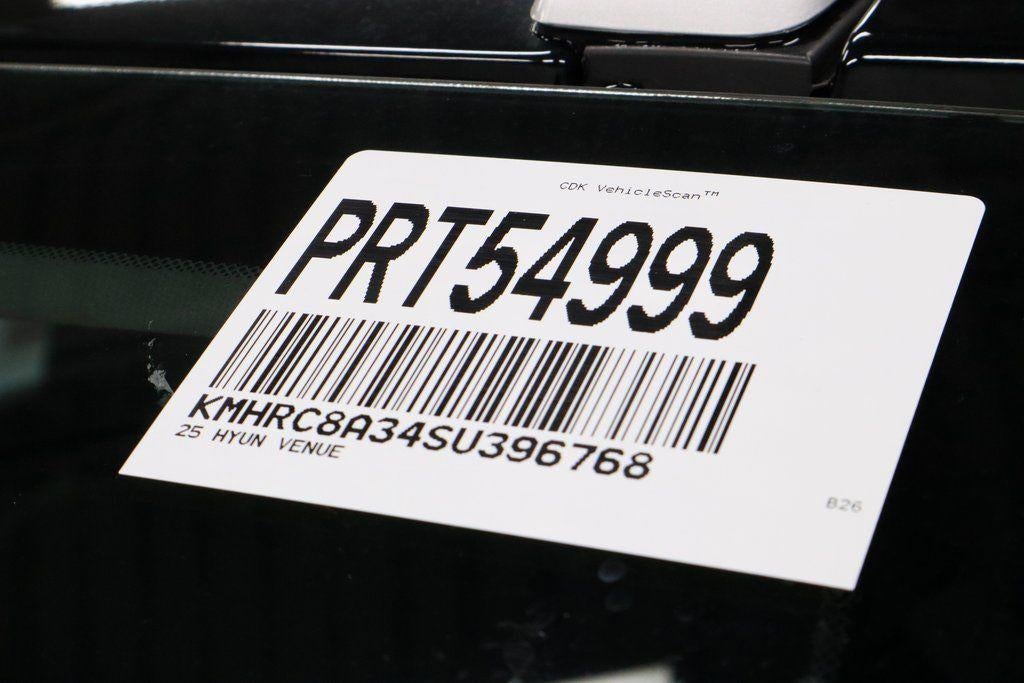 CDK VehicleScan™
PRT54999
KMHRC8A34SU396768
25 HYUN VENUE
B26